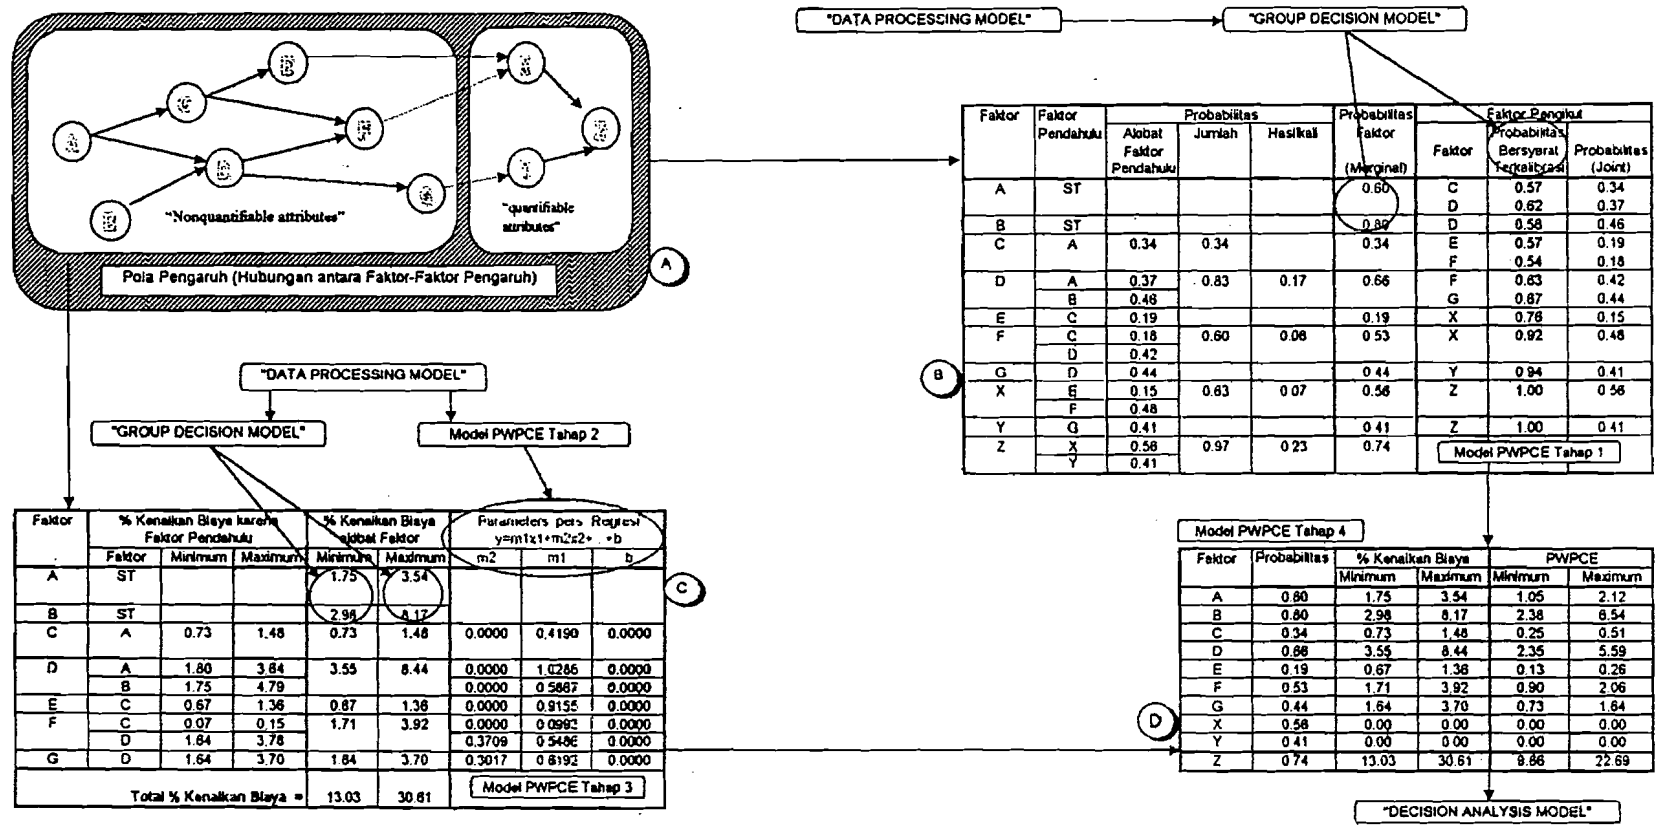 "DATA PROCESSING MODEL"
"GROUP DECISION MODEL"
A
C
D
F
G
X
Y
Z
"Nonquantifiable attributes"
"quantifiable
attributes"
Pola Pengaruh (Hubungan antara Faktor-Faktor Pengaruh)
A
Faktor Faktor Pendahulu Probabilitas Probabilitas Faktor (Marginal) Faktor Pengikut
Akibat Faktor Pendahulu Jumlah Hasilkali Faktor Probabilitas Bersyarat Terkalibrasi Probabilitas (Joint)
A ST 0.60 C 0.57 0.34
D 0.62 0.37
B ST 0.80 D 0.58 0.46
C A 0.34 0.34 0.34 E 0.57 0.19
F 0.54 0.18
D A 0.37 0.83 0.17 0.66 F 0.63 0.42
B 0.46 G 0.67 0.44
E C 0.19 0.19 X 0.76 0.15
F C 0.18 0.60 0.08 0 53 X 0.92 0.48
D 0.42
G D 0.44 0 44 Y 0 94 0.41
X E 0.15 0.63 0 07 0.56 Z 1.00 0 56
F 0.48
Y G 0.41 0 41 Z 1.00 0 41
Z X 0.56 0.97 0 23 0.74
Y 0.41
Model PWPCE Tahap 1
B
"DATA PROCESSING MODEL"
"GROUP DECISION MODEL"
Model PWPCE Tahap 2
Faktor % Kenaikan Biaya karena Faktor Pendahulu % Kenaikan Biaya akibat Faktor Parameters pers Regresi y=m1x1+m2x2+ . +b
Faktor Minimum Maximum Minimum Maximum m2 m1 b
A ST 1.75 3.54
B ST 2.98 8.17
C A 0.73 1.48 0.73 1.48 0.0000 0.4190 0.0000
D A 1.80 3.64 3.55 8.44 0.0000 1.0286 0.0000
B 1.75 4.79 0.0000 0.0000
E C 0.67 1.36 0.67 1.36 0.0000 0.9155 0.0000
F C 0.07 0.15 1.71 3.92 0.0000 0.0992 0.0000
D 1.64 3.78 0.3709 0.0000
G D 1.64 3.70 1.64 3.70 0.3017 0.0000
Total % Kenaikan Biaya = 13.03 30.61
Model PWPCE Tahap 3
C
Model PWPCE Tahap 4
Faktor Probabilitas % Kenaikan Biaya PWPCE
Minimum Maximum Minimum Maximum
A 0.60 1.75 3.54 1.05 2.12
B 0.80 2.98 8.17 2.38 6.54
C 0.34 0.73 1.48 0.25 0.51
D 0.66 3.55 8.44 2.35 5.59
E 0.19 0.67 1.36 0.13 0.26
F 0.53 1.71 3.92 0.90 2.06
G 0.44 1.64 3.70 0.73 1.64
X 0.56 0.00 0.00 0.00 0.00
Y 0 41 0.00 0 00 0.00 0.00
Z 0.74 13.03 30.61 9.66 22.69
D
"DECISION ANALYSIS MODEL"